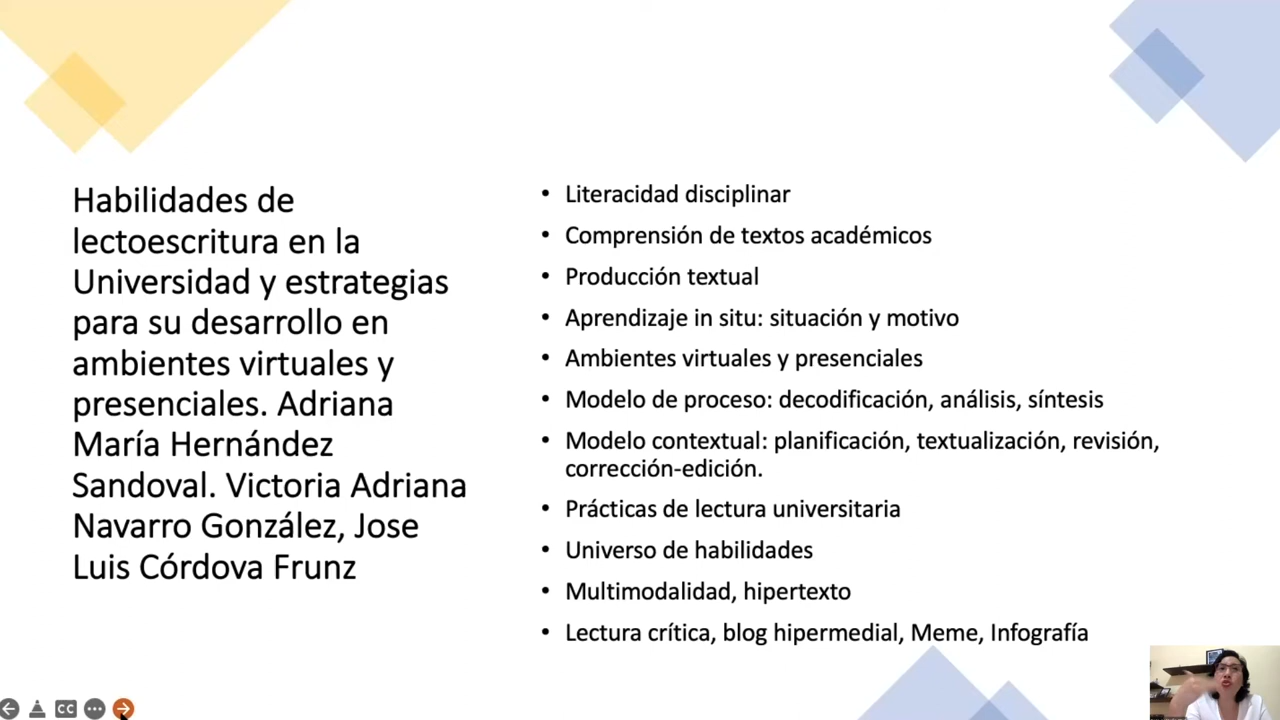 Habilidades de
lectoescritura en la
Universidad y estrategias
para su desarrollo en
ambientes virtuales y
presenciales. Adriana
María Hernández
Sandoval. Victoria Adriana
Navarro González, Jose
Luis Córdova Frunz
• Literacidad disciplinar
• Comprensión de textos académicos
• Producción textual
• Aprendizaje in situ: situación y motivo
• Ambientes virtuales y presenciales
• Modelo de proceso: decodificación, análisis, síntesis
• Modelo contextual: planificación, textualización, revisión,
corrección-edición.
• Prácticas de lectura universitaria
• Universo de habilidades
• Multimodalidad, hipertexto
• Lectura crítica, blog hipermedial, Meme, Infografía
CC